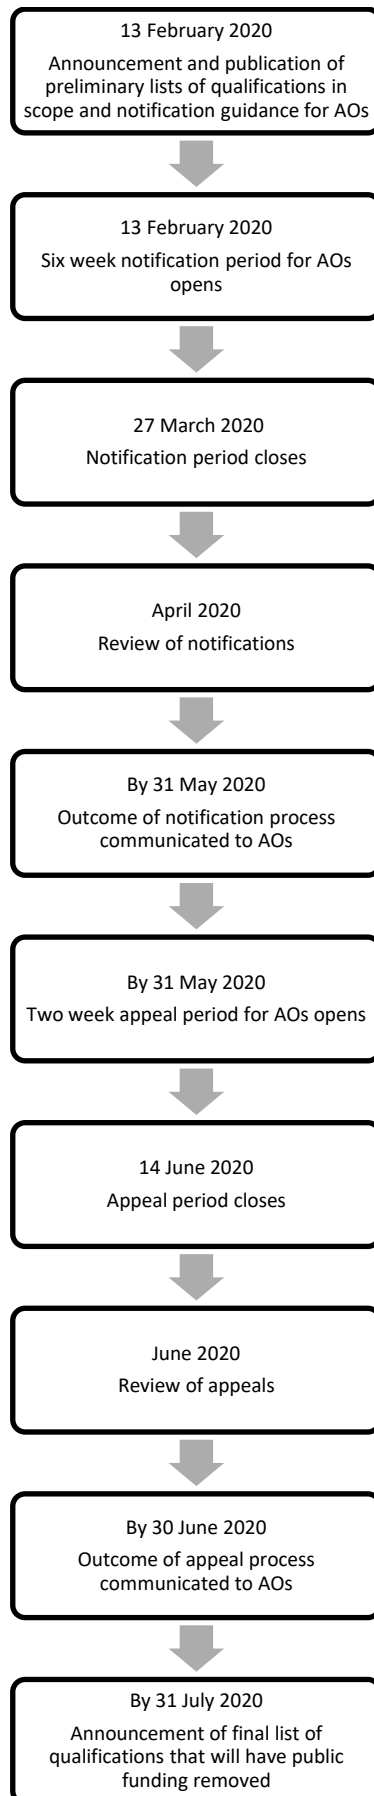 13 February 2020
Announcement and publication of
preliminary lists of qualifications in
scope and notification guidance for AOs
13 February 2020
Six week notification period for AOs
opens
27 March 2020
Notification period closes
April 2020
Review of notifications
By 31 May 2020
Outcome of notification process
communicated to AOs
By 31 May 2020
Two week appeal period for AOs opens
14 June 2020
Appeal period closes
June 2020
Review of appeals
By 30 June 2020
Outcome of appeal process
communicated to AOs
By 31 July 2020
Announcement of final list of
qualifications that will have public
funding removed